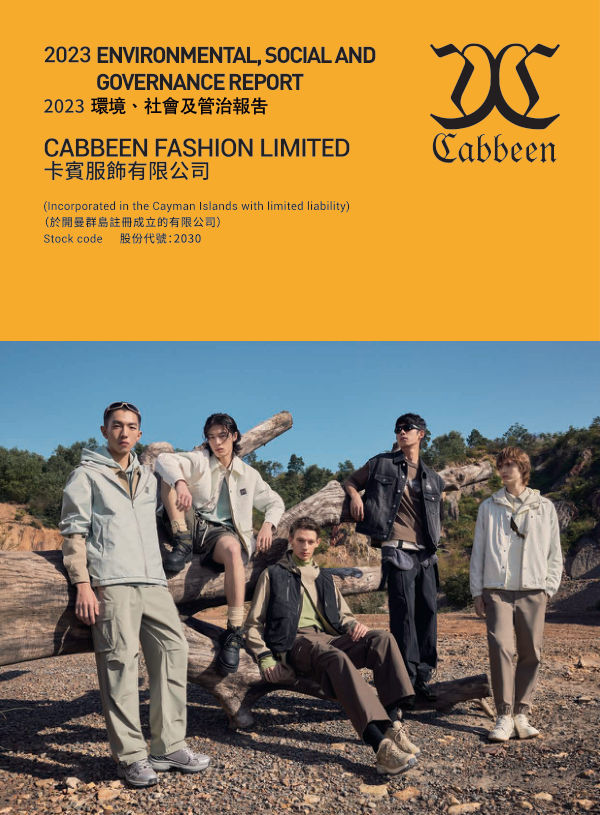 2023 ENVIRONMENTAL, SOCIAL AND
GOVERNANCE REPORT
2023 環境、社會及管治報告
CABBEEN FASHION LIMITED
卡賓服飾有限公司
(Incorporated in the Cayman Islands with limited liability)
（於開曼群島註冊成立的有限公司）
Stock code 股份代號：2030
Cabbeen